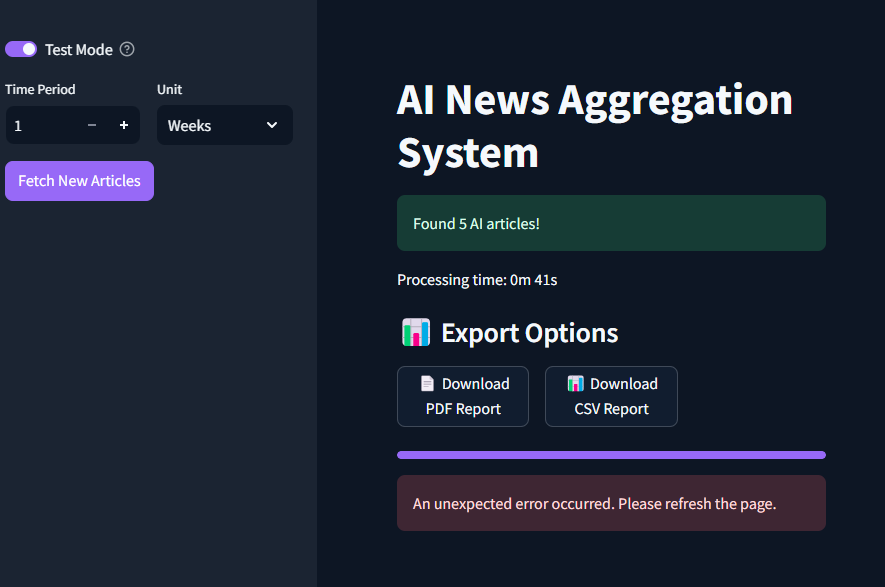 Test Mode
Time Period
Unit
1
Weeks
Fetch New Articles
AI News Aggregation
System
Found 5 AI articles!
Processing time: 0m 41s
Export Options
Download
PDF Report
Download
CSV Report
An unexpected error occurred. Please refresh the page.